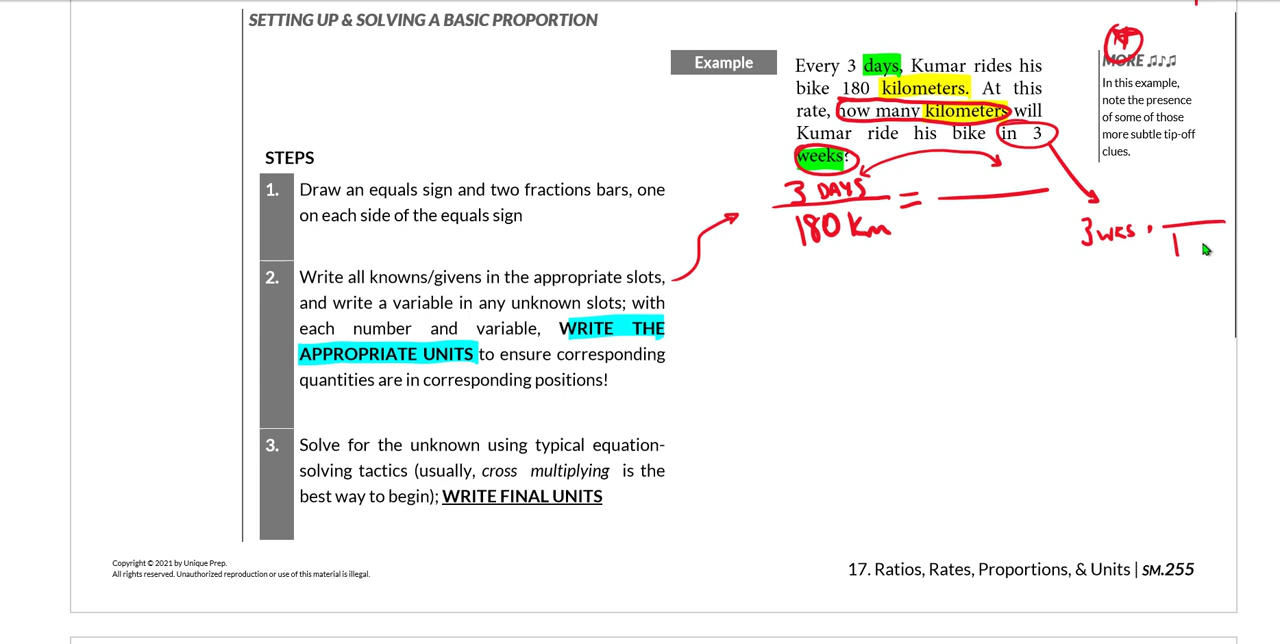 SETTING UP & SOLVING A BASIC PROPORTION
Example
Every 3 days, Kumar rides his
bike 180 kilometers. At this
rate, how many kilometers will
Kumar ride his bike in 3
weeks?
MORE ♫♫♫
In this example,
note the presence
of some of those
more subtle tip-off
clues.
3 DAYS
180 Km
=
3 WKS ·
1
STEPS
1. Draw an equals sign and two fractions bars, one
on each side of the equals sign
2. Write all knowns/givens in the appropriate slots,
and write a variable in any unknown slots; with
each number and variable, WRITE THE
APPROPRIATE UNITS to ensure corresponding
quantities are in corresponding positions!
3. Solve for the unknown using typical equation-
solving tactics (usually, cross multiplying is the
best way to begin); WRITE FINAL UNITS
Copyright © 2021 by Unique Prep.
All rights reserved. Unauthorized reproduction or use of this material is illegal.
17. Ratios, Rates, Proportions, & Units | SM.255